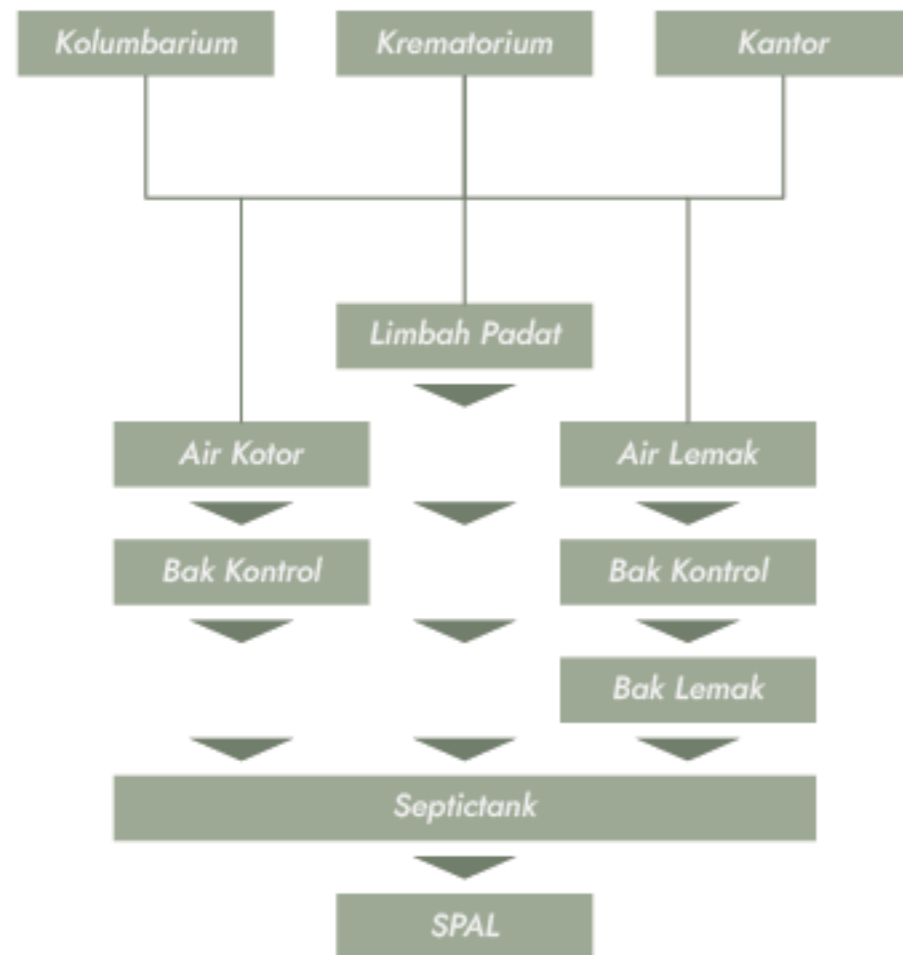 Kolumbarium
Krematorium
Kantor
Limbah Padat
Air Kotor
Air Lemak
Bak Kontrol
Bak Kontrol
Bak Lemak
Septictank
SPAL